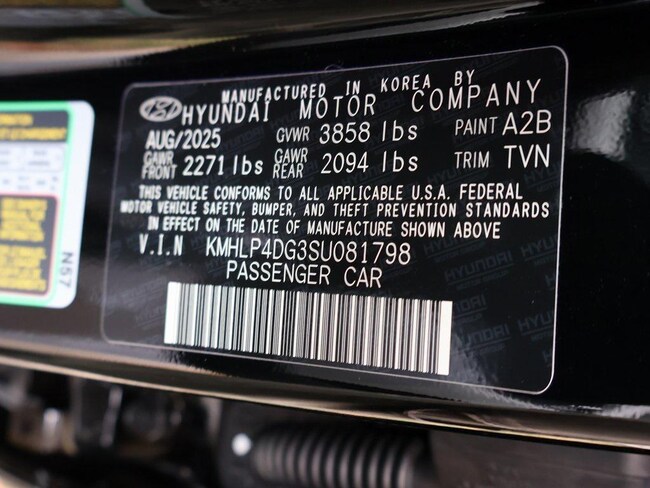 MANUFACTURED IN KOREA BY
HYUNDAI MOTOR COMPANY
AUG/2025 GVWR 3858 lbs PAINT A2B
GAWR FRONT 2271 lbs GAWR REAR 2094 lbs TRIM TVN
THIS VEHICLE CONFORMS TO ALL APPLICABLE U.S.A. FEDERAL
MOTOR VEHICLE SAFETY, BUMPER, AND THEFT PREVENTION STANDARDS
IN EFFECT ON THE DATE OF MANUFACTURE SHOWN ABOVE
V.I.N KMHLP4DG3SU081798
PASSENGER CAR
N57